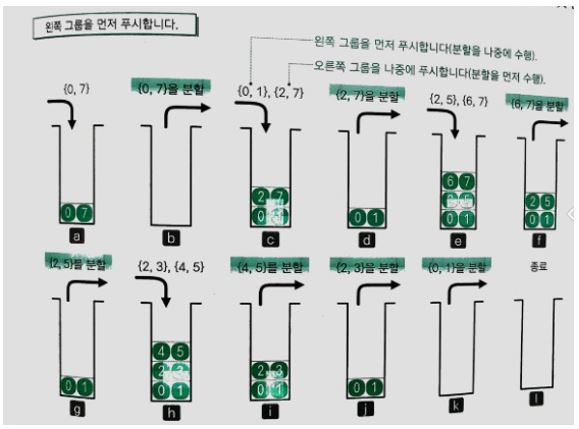 왼쪽 그룹을 먼저 푸시합니다.
왼쪽 그룹을 먼저 푸시합니다(분할을 나중에 수행).
오른쪽 그룹을 나중에 푸시합니다(분할을 먼저 수행).
{0, 7} {0, 7}을 분할 {0, 1}, {2, 7} {2, 7}을 분할 {2, 5}, {6, 7} {6, 7}을 분할
6 7
2 7 2 5
0 7 0 0 1 0 1 0 1
a b c d e f
{2, 5}을 분할 {2, 3}, {4, 5} {4, 5}를 분할 {2, 3}을 분할 {0, 1}을 분할 종료
4 5
2 2 3
0 1 0 1 0 1 0 1
g h i j k l